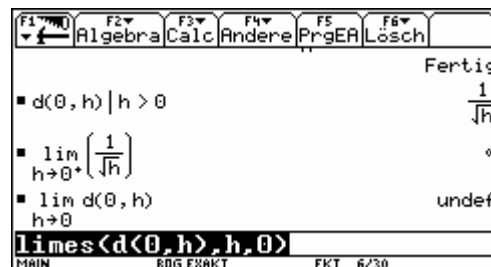 F1 F2 Algebra F3 Calc F4 Andere F5 PrgEA F6 Lösch
Fertig
d(0,h)|h > 0 1/√h
lim h→0⁺ (1/√h)
lim h→0 d(0,h) undef
limes(d(0,h),h,0)
MAIN BOG EXAKT FKT 6/30